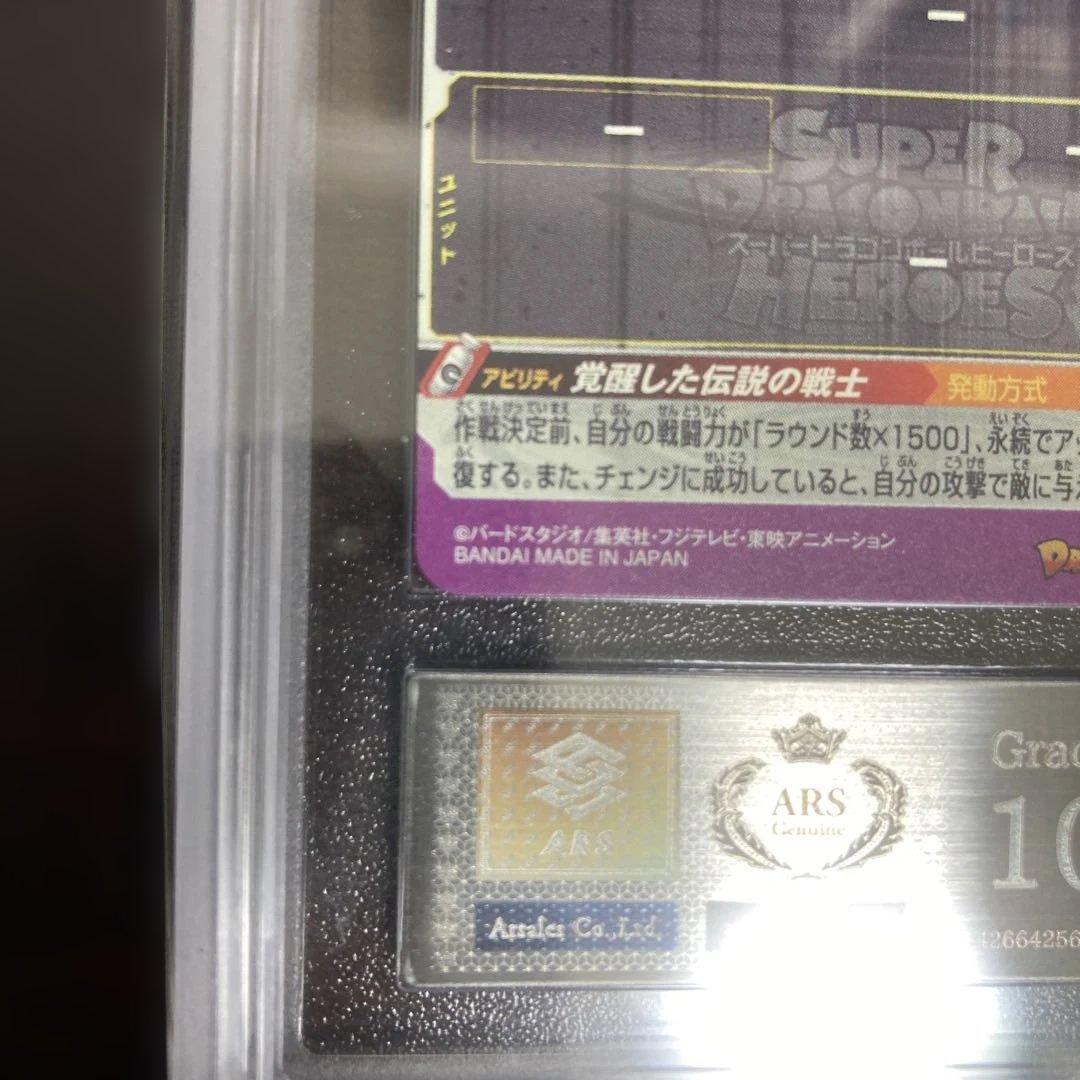 SUPER
DRAGONBALL
スーパードラゴンボールヒーローズ
HEROES
ユニット
アビリティ 覚醒した伝説の戦士 発動方式
作戦決定前、自分の戦闘力が「ラウンド数×1500」、永続でアッ
復する。また、チェンジに成功していると、自分の攻撃で敵に与え
©バードスタジオ/集英社・フジテレビ・東映アニメーション
BANDAI MADE IN JAPAN
ARS
Arsales Co.,Ltd.
ARS
Genuine
Grad
10
42664256